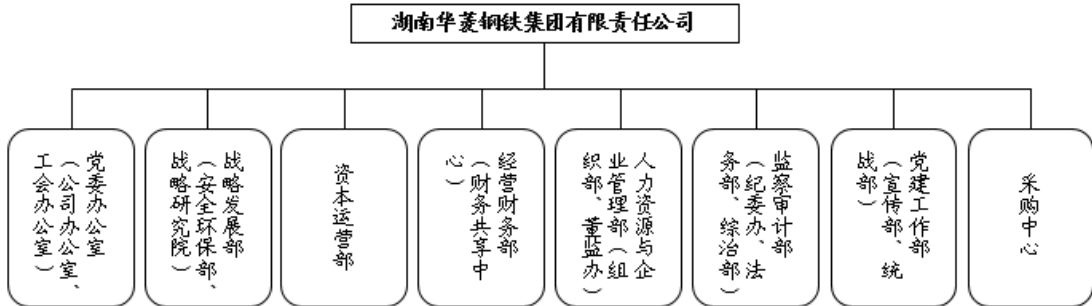 湖南华菱钢铁集团有限责任公司
党委办公室
（公司办公室、
工会办公室）
战略发展部
（安全环保部、
战略研究院）
资本运营部
经营财务部
（财务共享中
心）
人力资源与企
业管理部（组
织部、董监办）
监察审计部
（纪委办、法
务部、综治部）
党建工作部
（宣传部、统
战部）
采购中心